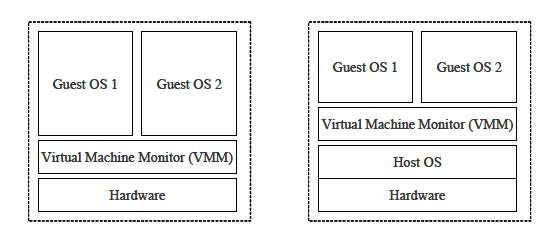 Guest OS 1
Guest OS 2
Virtual Machine Monitor (VMM)
Hardware
Guest OS 1
Guest OS 2
Virtual Machine Monitor (VMM)
Host OS
Hardware